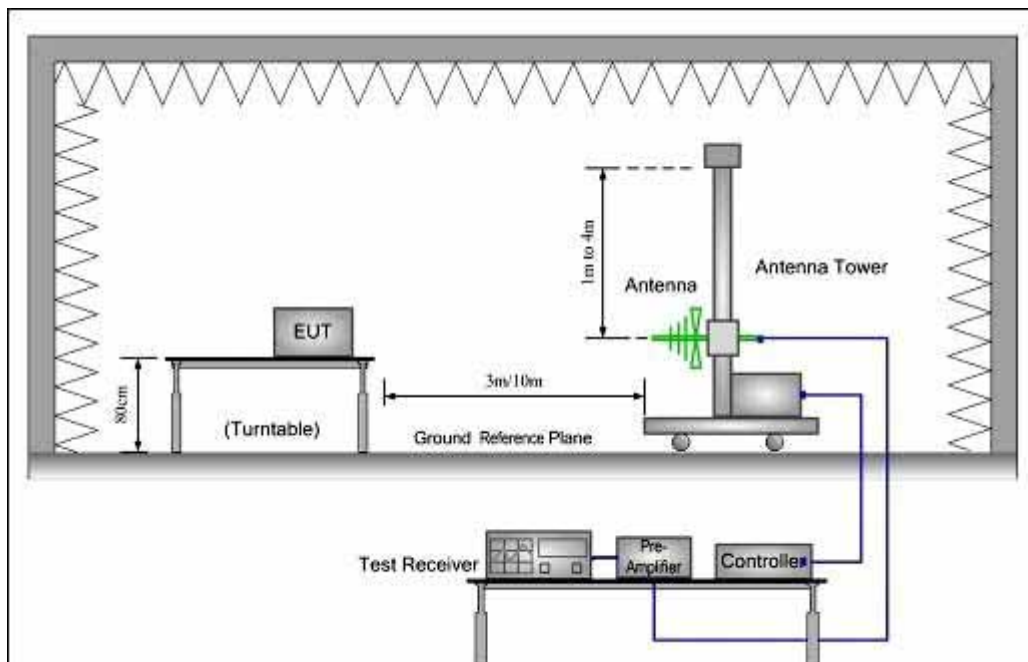 1m to 4m
Antenna
Antenna Tower
EUT
80cm
(Turntable)
3m/10m
Ground Reference Plane
Test Receiver
Pre-
Amplifier
Controller